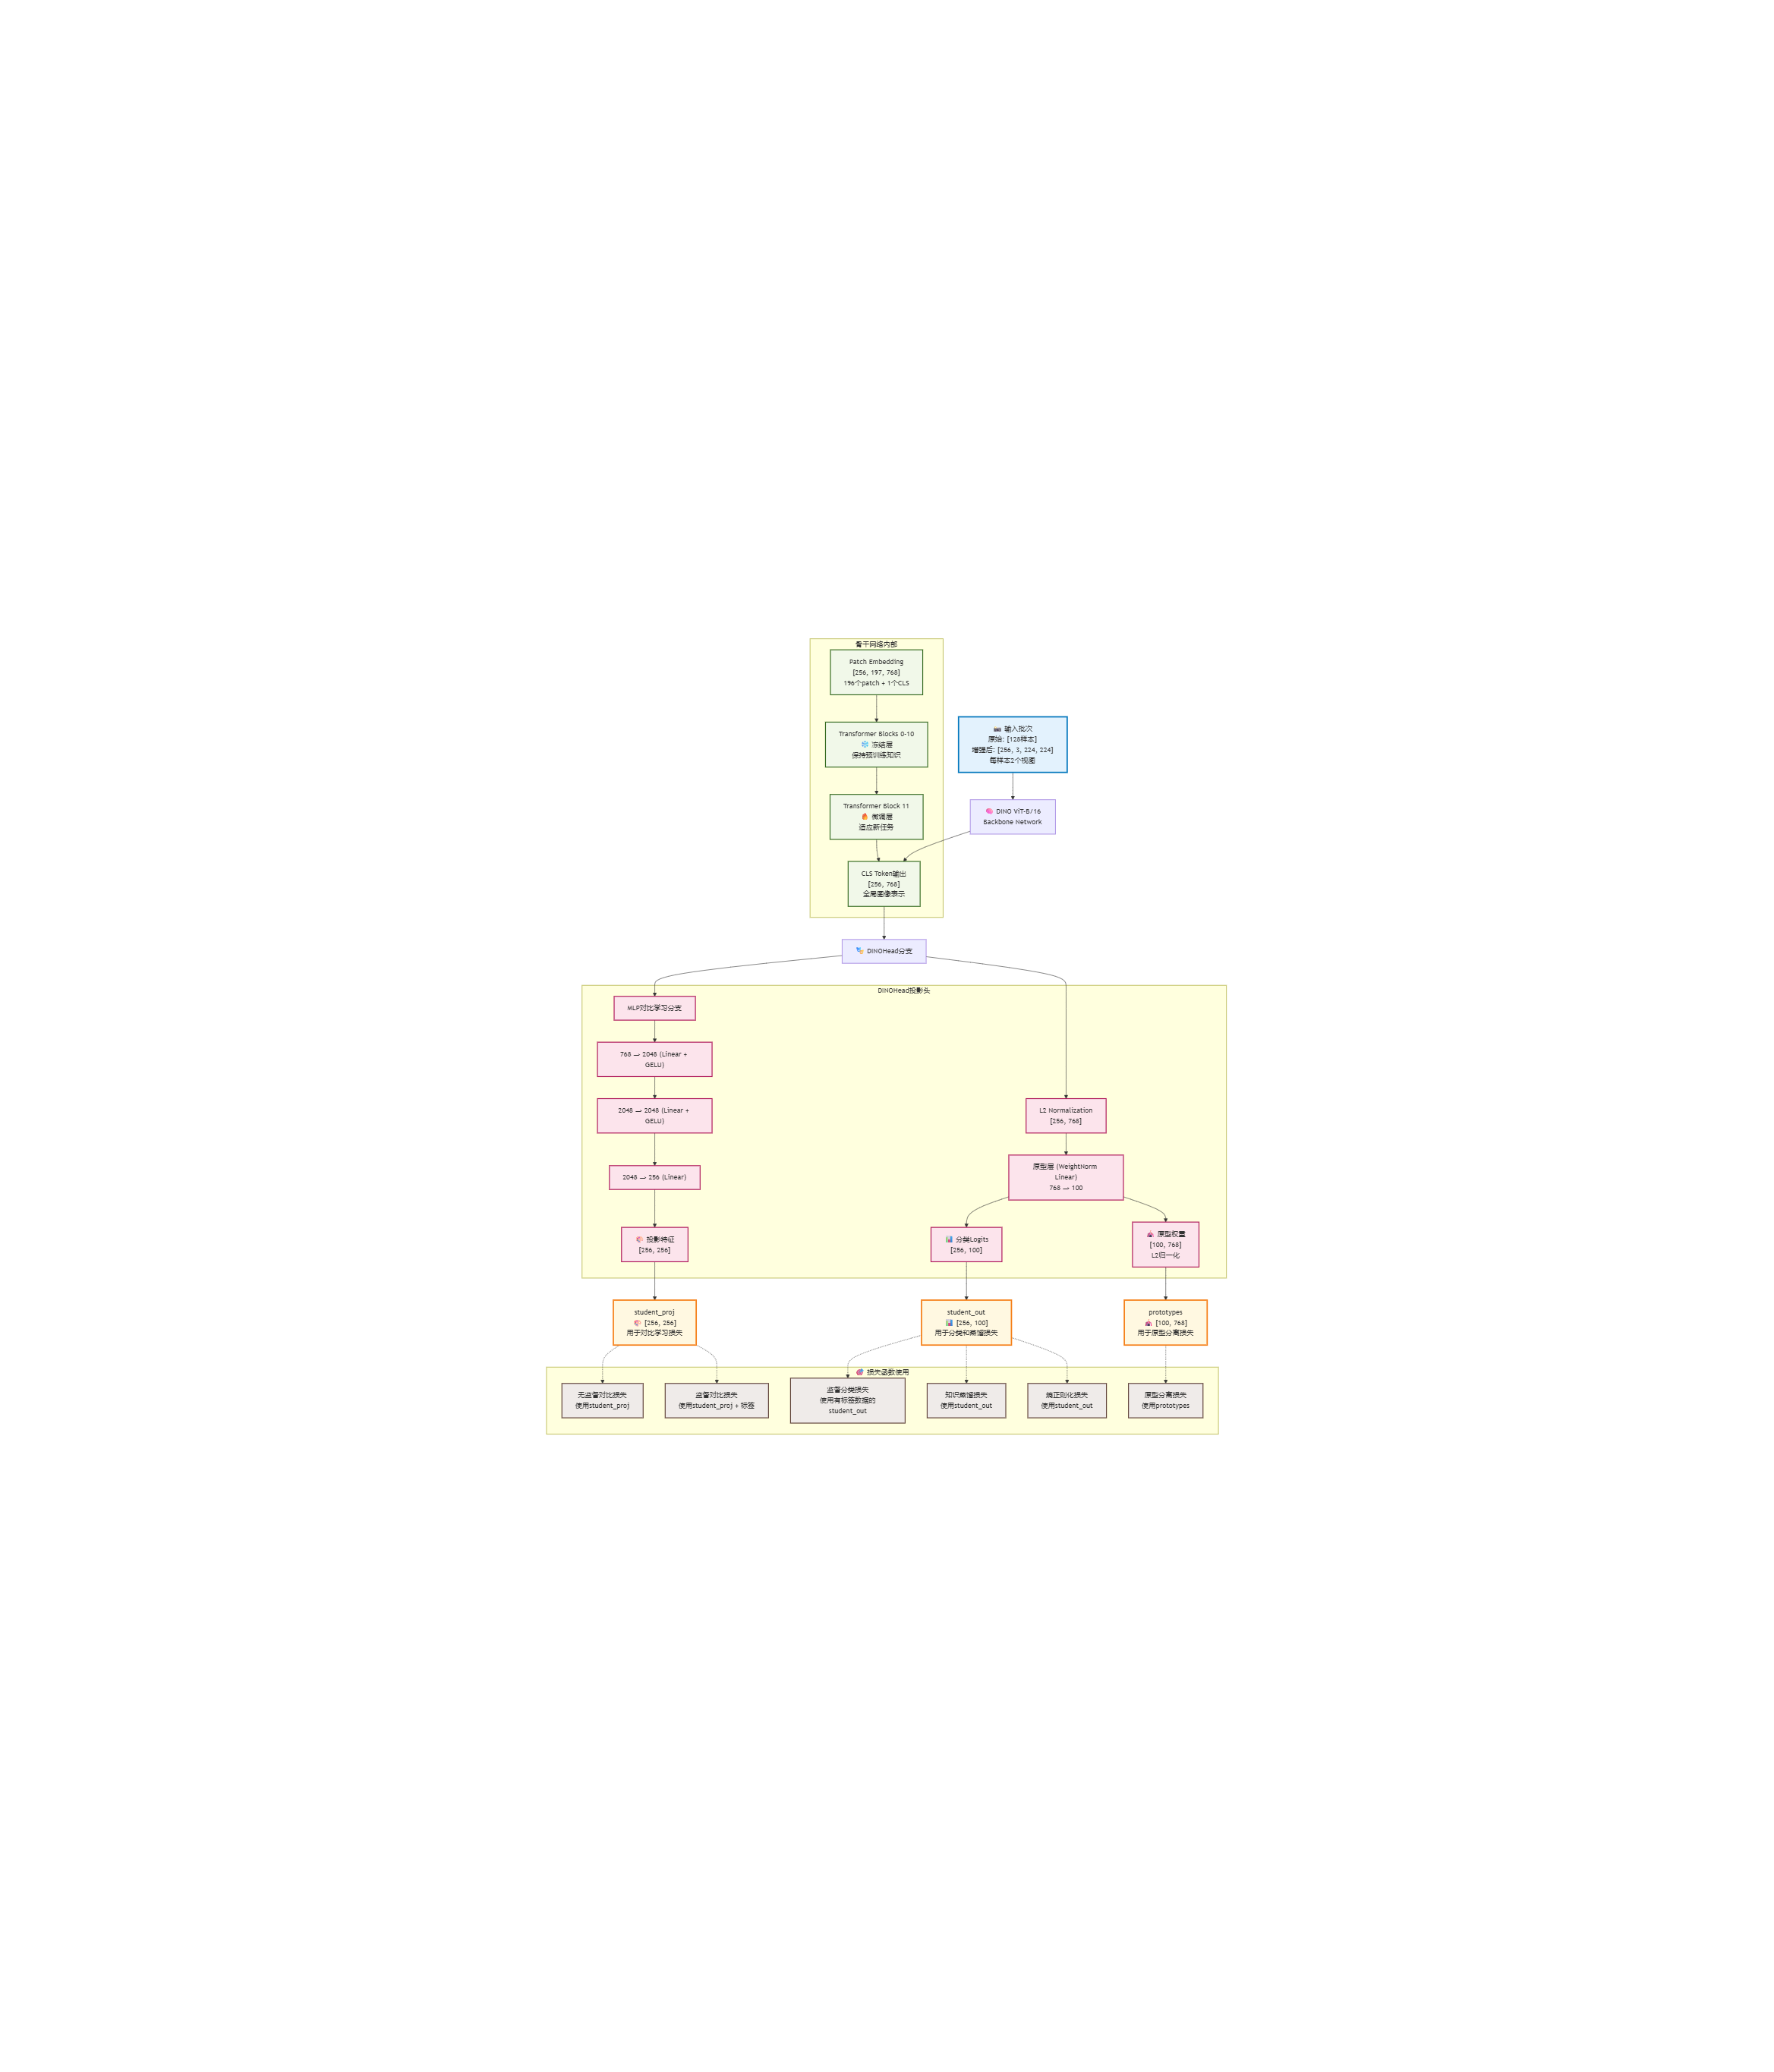 骨干网络内部
Patch Embedding
[256, 197, 768]
196个patch + 1个CLS
Transformer Blocks 0-10
❄️ 冻结层
保持预训练知识
Transformer Block 11
🔥 微调层
适应新任务
CLS Token输出
[256, 768]
全局图像表示
输入批次
原始: [128样本]
增强后: [256, 3, 224, 224]
每样本2个视图
🧠 DINO ViT-B/16
Backbone Network
DINOHead分支
DINOHead投影头
MLP对比学习分支
768 → 2048 (Linear +
GELU)
2048 → 2048 (Linear +
GELU)
2048 → 256 (Linear)
🎯 投影特征
[256, 256]
L2 Normalization
[256, 768]
原型层 (WeightNorm
Linear)
768 → 100
📊 分类Logits
[256, 100]
原型权重
[100, 768]
L2归一化
student_proj
🎯 [256, 256]
用于对比学习损失
student_out
📊 [256, 100]
用于分类和蒸馏损失
prototypes
[100, 768]
用于原型分离损失
损失函数使用
无监督对比损失
使用student_proj
监督对比损失
使用student_proj + 标签
监督分类损失
使用有标签数据的
student_out
知识蒸馏损失
使用student_out
熵正则化损失
使用student_out
原型分离损失
使用prototypes